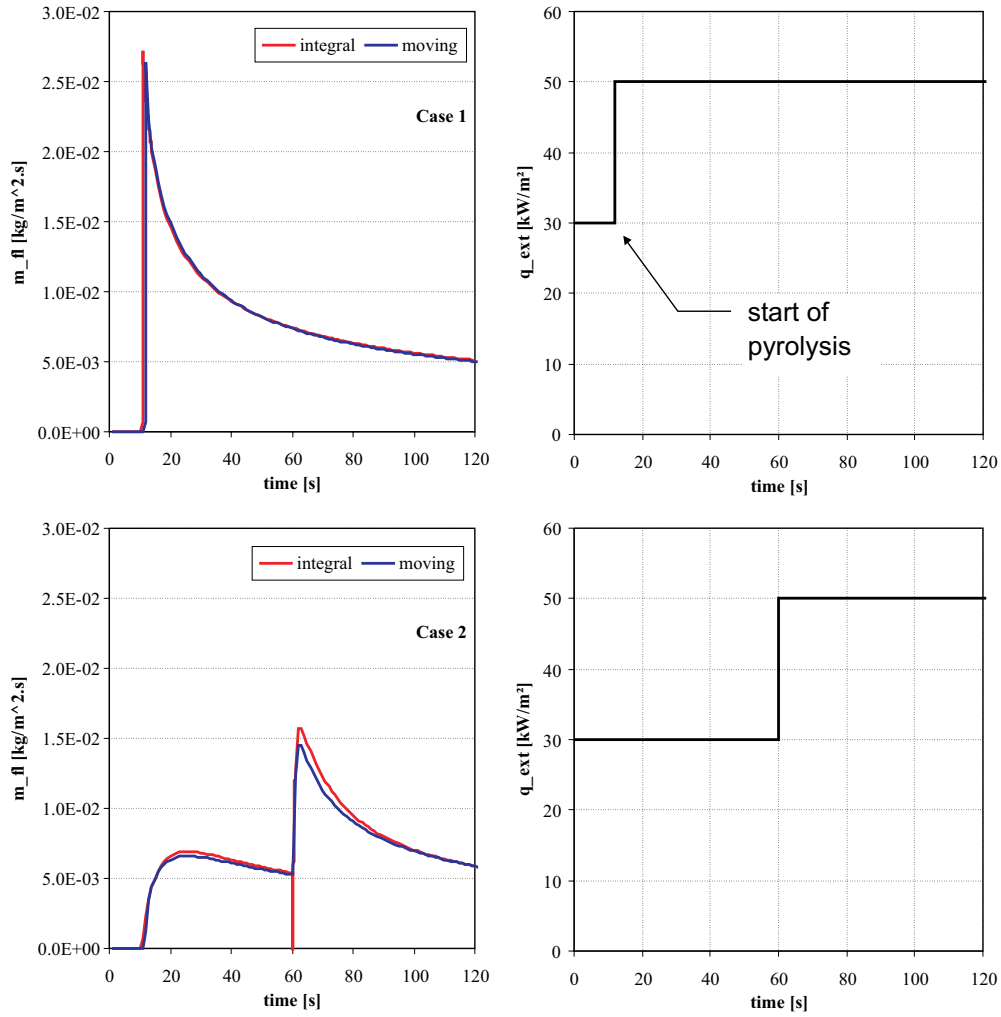 3.0E-02
2.5E-02
2.0E-02
1.5E-02
1.0E-02
5.0E-03
0.0E+00
m_fl [kg/m^2.s]
integral moving
Case 1
0 20 40 60 80 100 120
time [s]
60
50
40
30
20
10
0
q_ext [kW/m²]
start of
pyrolysis
0 20 40 60 80 100 120
time [s]
3.0E-02
2.5E-02
2.0E-02
1.5E-02
1.0E-02
5.0E-03
0.0E+00
m_fl [kg/m^2.s]
integral moving
Case 2
0 20 40 60 80 100 120
time [s]
60
50
40
30
20
10
0
q_ext [kW/m²]
0 20 40 60 80 100 120
time [s]